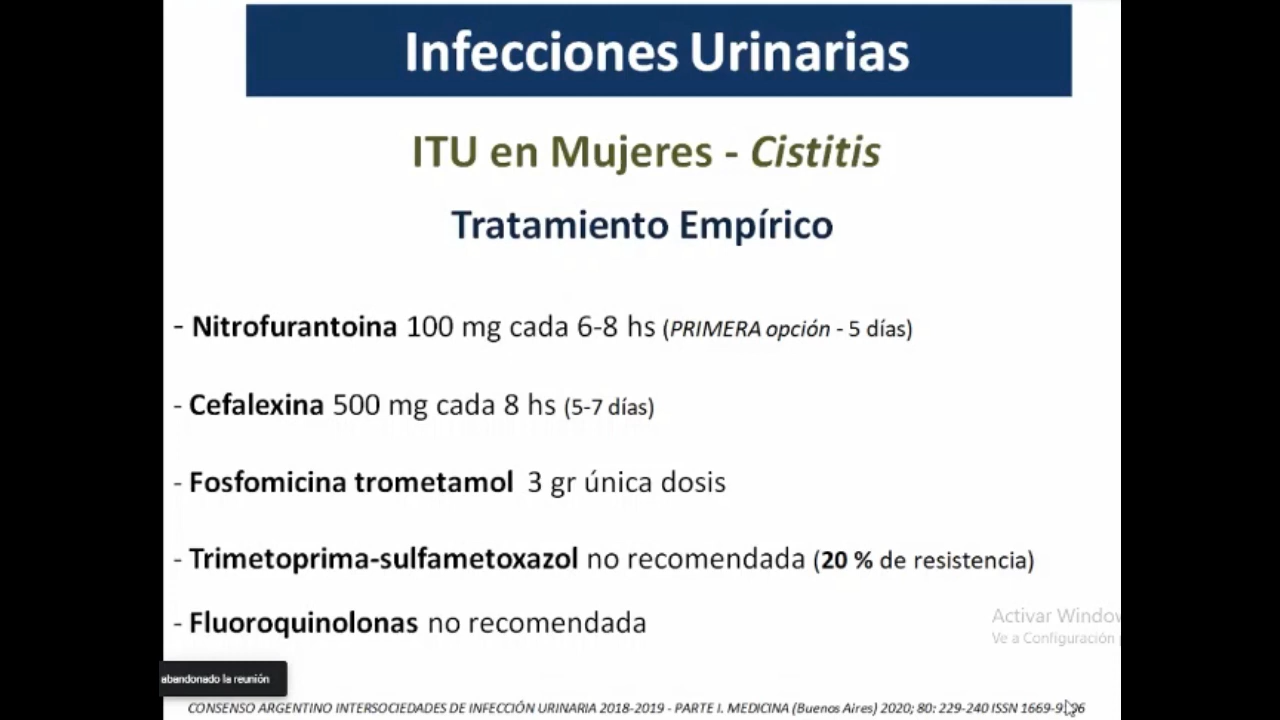 Infecciones Urinarias
ITU en Mujeres - Cistitis
Tratamiento Empírico
- Nitrofurantoina 100 mg cada 6-8 hs (PRIMERA opción - 5 días)
- Cefalexina 500 mg cada 8 hs (5-7 días)
- Fosfomicina trometamol 3 gr única dosis
- Trimetoprima-sulfametoxazol no recomendada (20 % de resistencia)
- Fluoroquinolonas no recomendada
Activar Window
Ve a Configuración
abandonado la reunión
CONSENSO ARGENTINO INTERSOCIEDADES DE INFECCIÓN URINARIA 2018-2019 - PARTE I. MEDICINA (Buenos Aires) 2020; 80: 229-240 ISSN